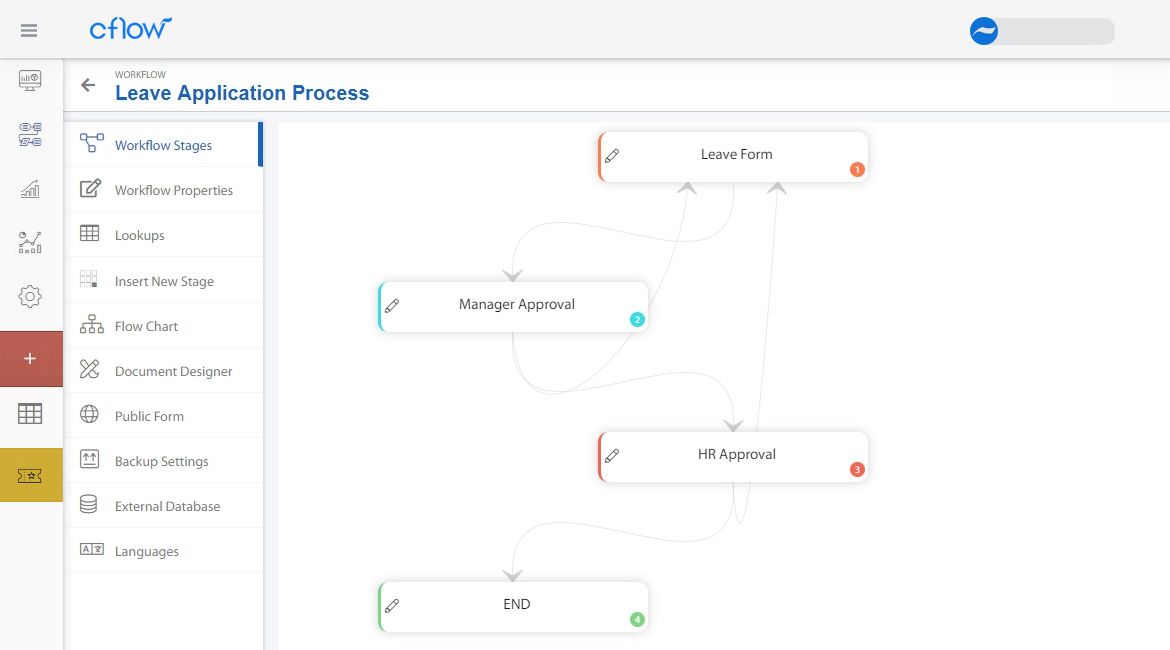 cflow
WORKFLOW
Leave Application Process
Workflow Stages
Workflow Properties
Lookups
Insert New Stage
Flow Chart
Document Designer
Public Form
Backup Settings
External Database
A
Languages
Leave Form
1
Manager Approval
2
HR Approval
3
END
4